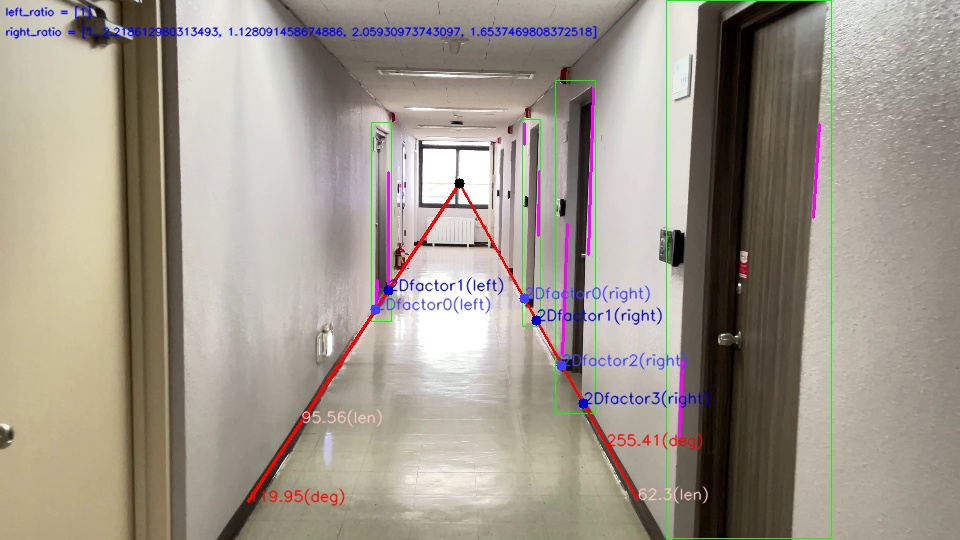 left_ratio = [1]
right_ratio = [1, 2.218612980313493, 1.128091458674886, 2.05930973743097, 1.6537469808372518]
2Dfactor1(left)
2Dfactor0(left)
2Dfactor0(right)
2Dfactor1(right)
2Dfactor2(right)
2Dfactor3(right)
95.56(len)
255.41(deg)
119.95(deg)
62.3(len)